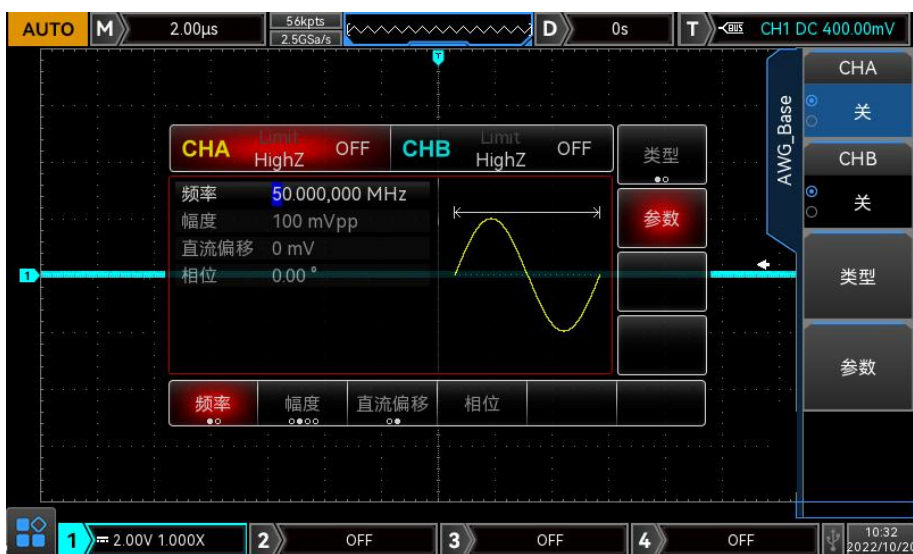 AUTO M 2.00μs 56kpts 2.5GSa/s D 0s T BUS CH1 DC 400.00mV
T
CHA
关
CHB
关
类型
参数
AWG_Base
CHA Limit HighZ OFF CHB Limit HighZ OFF
类型
参数
频率 50.000,000 MHz
幅度 100 mVpp
直流偏移 0 mV
相位 0.00 °
1
频率 幅度 直流偏移 相位
1 2.00V 1.000X 2 OFF 3 OFF 4 OFF
10:32